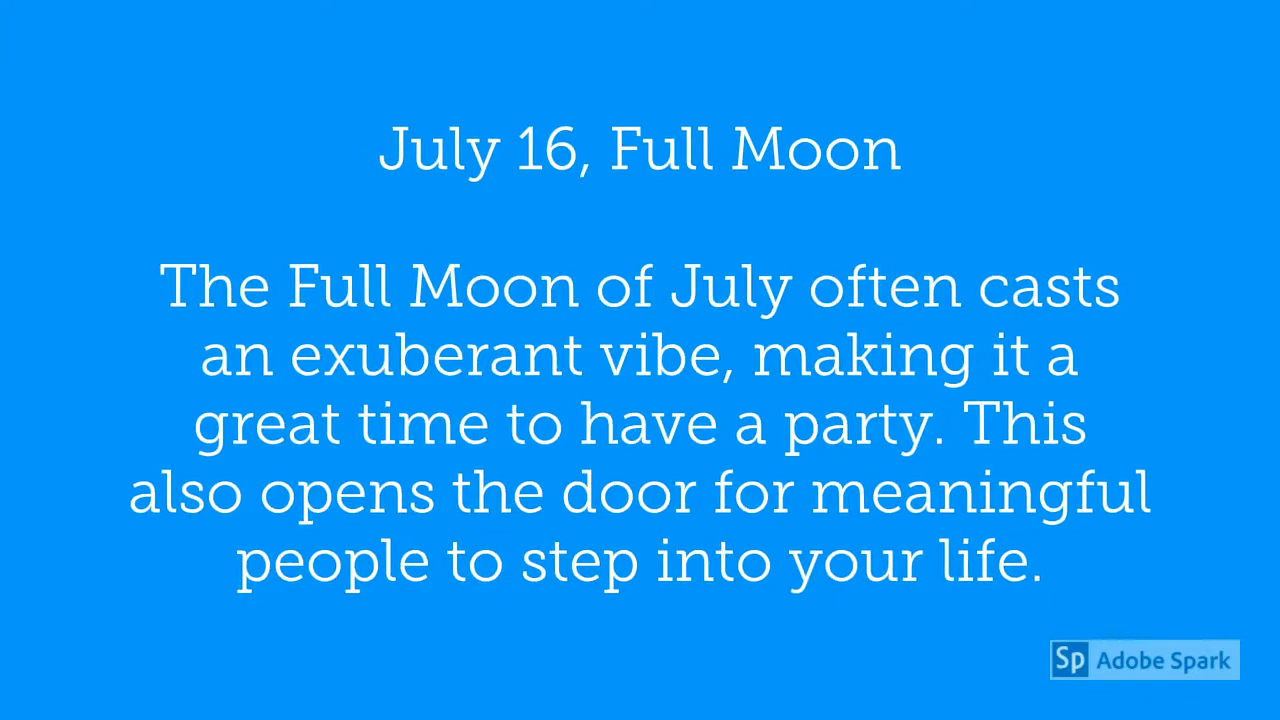 July 16, Full Moon
The Full Moon of July often casts
an exuberant vibe, making it a
great time to have a party. This
also opens the door for meaningful
people to step into your life.
Sp Adobe Spark